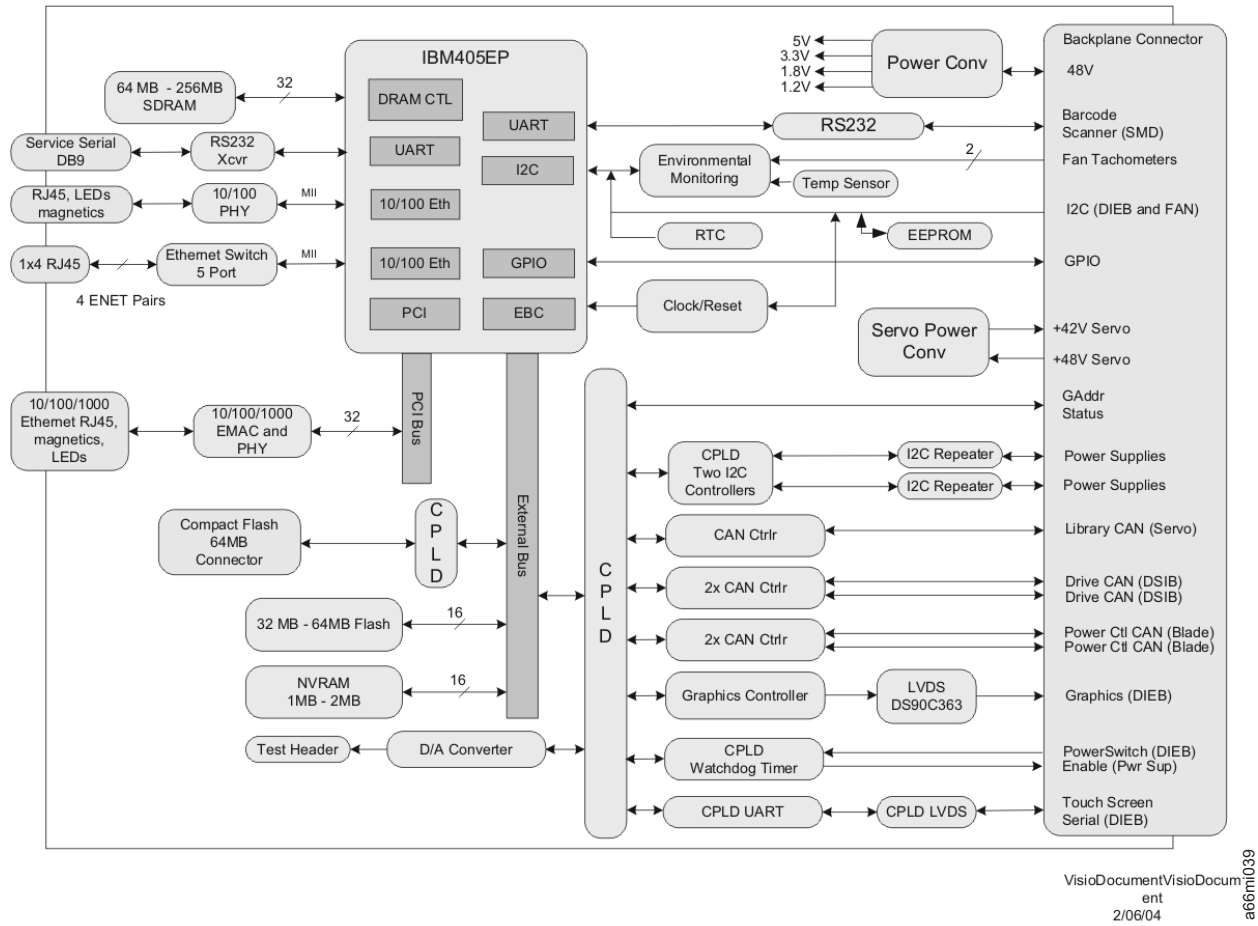 IBM405EP
5V
3.3V
1.8V
1.2V
Power Conv
Backplane Connector
48V
64 MB - 256MB
SDRAM
32
DRAM CTL
UART
RS232
Barcode
Scanner (SMD)
Service Serial
DB9
RS232
Xcvr
UART
I2C
Environmental
Monitoring
2
Fan Tachometers
Temp Sensor
RJ45, LEDs
magnetics
10/100
PHY
MII
10/100 Eth
I2C (DIEB and FAN)
RTC
EEPROM
1x4 RJ45
Ethernet Switch
5 Port
MII
10/100 Eth
GPIO
GPIO
4 ENET Pairs
PCI
EBC
Clock/Reset
Servo Power
Conv
+42V Servo
+48V Servo
10/100/1000
Ethernet RJ45,
magnetics,
LEDs
10/100/1000
EMAC and
PHY
32
PCI Bus
GAddr
Status
CPLD
Two I2C
Controllers
I2C Repeater
Power Supplies
I2C Repeater
Power Supplies
Compact Flash
64MB
Connector
C
P
L
D
External Bus
C
P
L
D
CAN Ctrlr
Library CAN (Servo)
2x CAN Ctrlr
Drive CAN (DSIB)
Drive CAN (DSIB)
32 MB - 64MB Flash
16
2x CAN Ctrlr
Power Ctl CAN (Blade)
Power Ctl CAN (Blade)
NVRAM
1MB - 2MB
16
Graphics Controller
LVDS
DS90C363
Graphics (DIEB)
Test Header
D/A Converter
CPLD
Watchdog Timer
PowerSwitch (DIEB)
Enable (Pwr Sup)
CPLD UART
CPLD LVDS
Touch Screen
Serial (DIEB)
VisioDocumentVisioDocum
ent
2/06/04
a66mi039